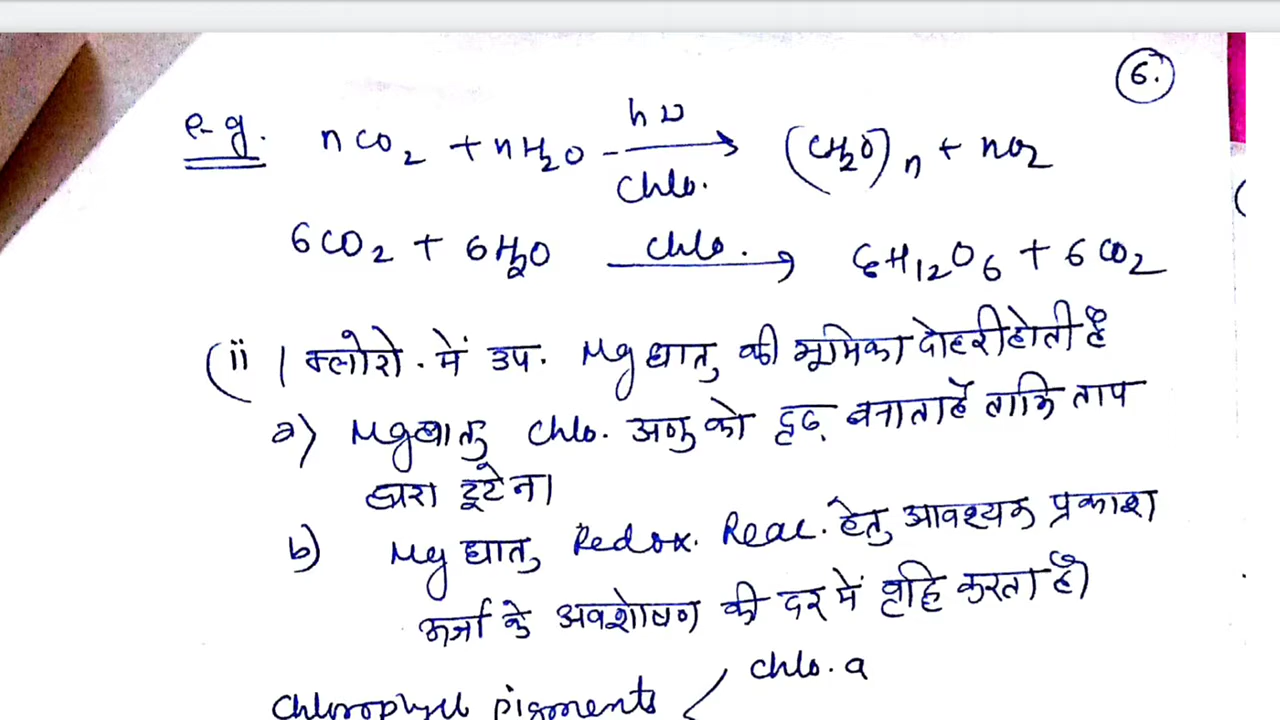 6.
e.g. nCO2 + nH2O hν→ Chlo. (CH2O)n + nO2
6CO2 + 6H2O Chlo.→ C6H12O6 + 6CO2
(ii) क्लोरो. में उप. Mg धातु की भूमिका दोहरी होती है
a) Mg धातु Chlo. अणु को दृढ़ बनाता है ताकि ताप
द्वारा टूटे न।
b) Mg धातु Redox. Reac. हेतु आवश्यक प्रकाश
ऊर्जा के अवशोषण की दर में वृद्धि करता है।
Chlo. a
Chlorophyll pigments